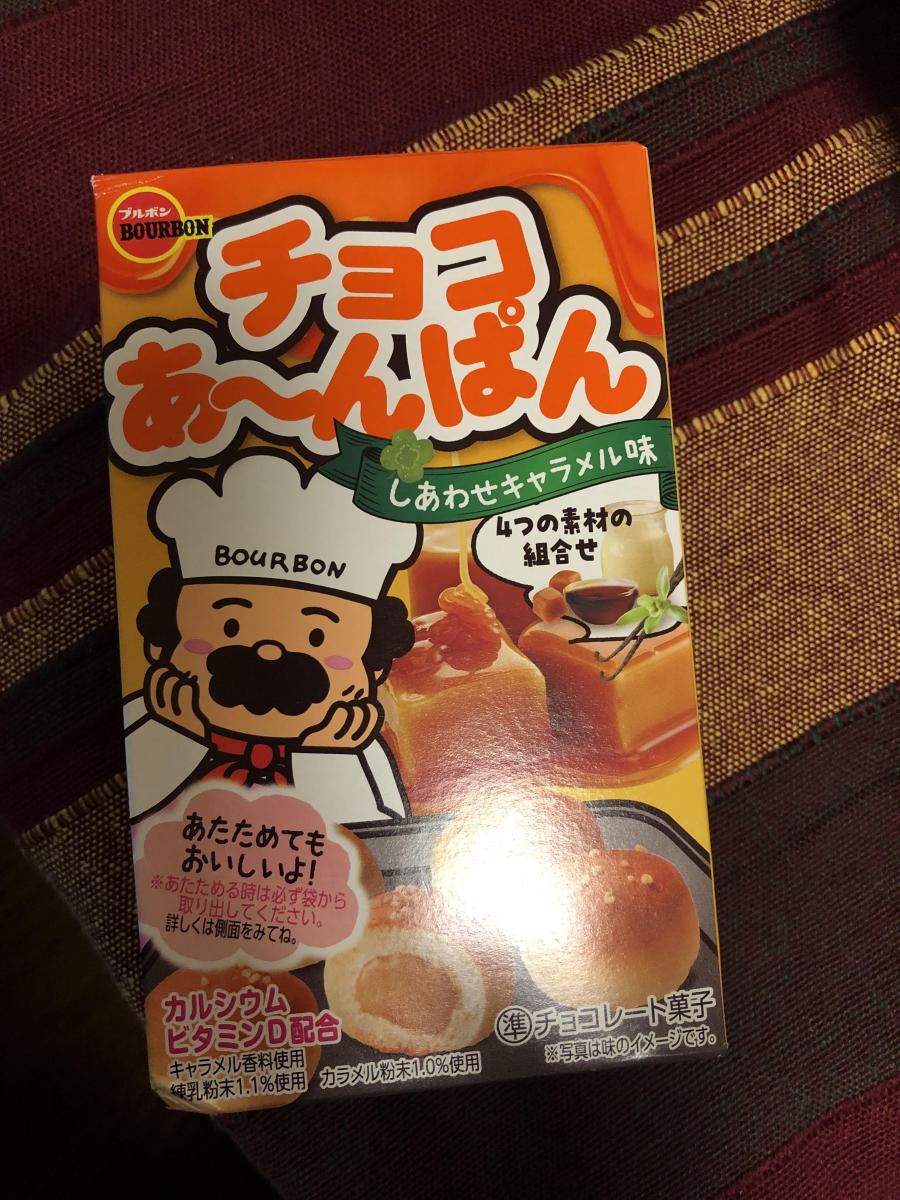 ブルボン
BOURBON
チョコ
あ〜んぱん
しあわせキャラメル味
4つの素材の
組合せ
BOURBON
あたためても
おいしいよ!
※あたためる時は必ず袋から
取り出してください。
詳しくは側面をみてね。
カルシウム
ビタミンD配合
キャラメル香料使用
練乳粉末1.1%使用
カラメル粉末1.0%使用
準チョコレート菓子
※写真は味のイメージです。